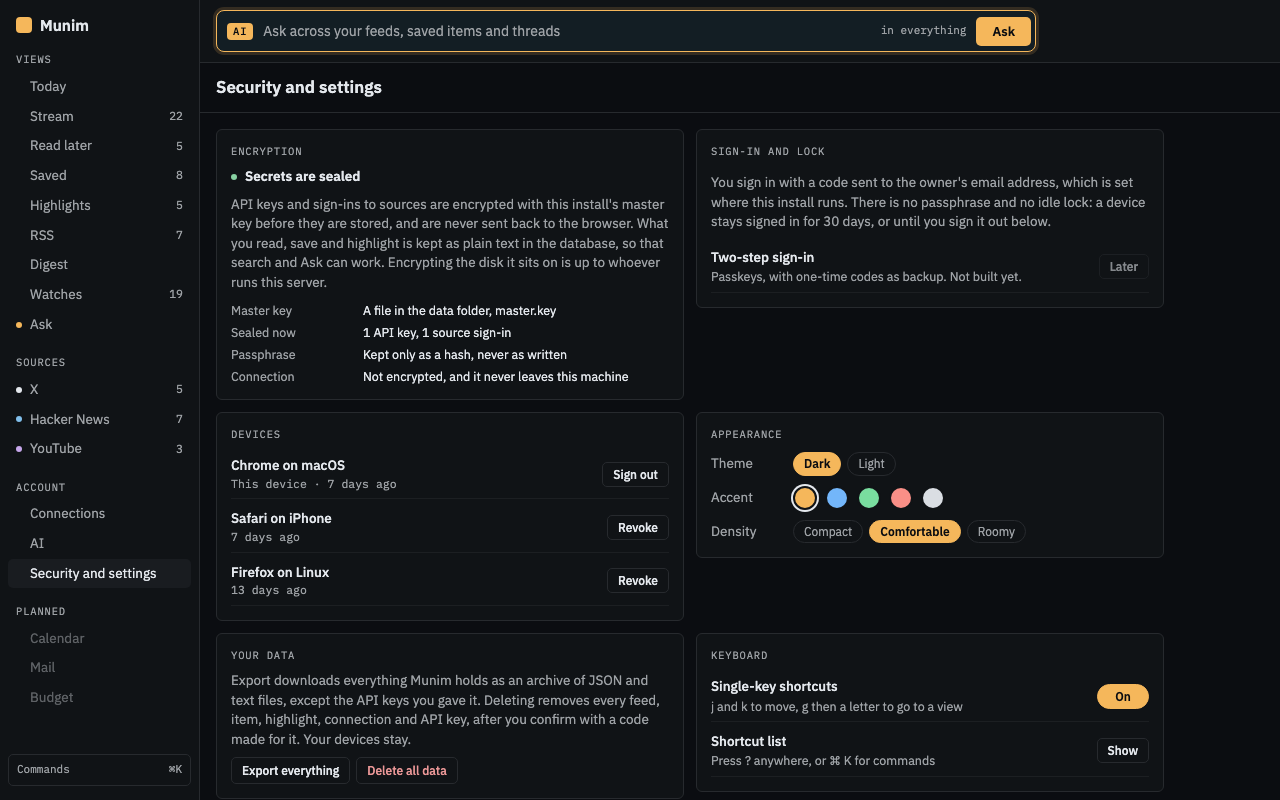 Munim
VIEWS
Today
Stream 22
Read later 5
Saved 8
Highlights 5
RSS 7
Digest
Watches 19
Ask
SOURCES
X 5
Hacker News 7
YouTube 3
ACCOUNT
Connections
AI
Security and settings
PLANNED
Calendar
Mail
Budget
Commands ⌘K
AI Ask across your feeds, saved items and threads in everything Ask
Security and settings
ENCRYPTION
Secrets are sealed
API keys and sign-ins to sources are encrypted with this install's master
key before they are stored, and are never sent back to the browser. What
you read, save and highlight is kept as plain text in the database, so that
search and Ask can work. Encrypting the disk it sits on is up to whoever
runs this server.
Master key A file in the data folder, master.key
Sealed now 1 API key, 1 source sign-in
Passphrase Kept only as a hash, never as written
Connection Not encrypted, and it never leaves this machine
SIGN-IN AND LOCK
You sign in with a code sent to the owner's email address, which is set
where this install runs. There is no passphrase and no idle lock: a device
stays signed in for 30 days, or until you sign it out below.
Two-step sign-in
Passkeys, with one-time codes as backup. Not built yet.
Later
DEVICES
Chrome on macOS
This device · 7 days ago
Sign out
Safari on iPhone
7 days ago
Revoke
Firefox on Linux
13 days ago
Revoke
APPEARANCE
Theme Dark Light
Accent
Density Compact Comfortable Roomy
YOUR DATA
Export downloads everything Munim holds as an archive of JSON and
text files, except the API keys you gave it. Deleting removes every feed,
item, highlight, connection and API key, after you confirm with a code
made for it. Your devices stay.
Export everything Delete all data
KEYBOARD
Single-key shortcuts
j and k to move, g then a letter to go to a view
On
Shortcut list
Press ? anywhere, or ⌘ K for commands
Show